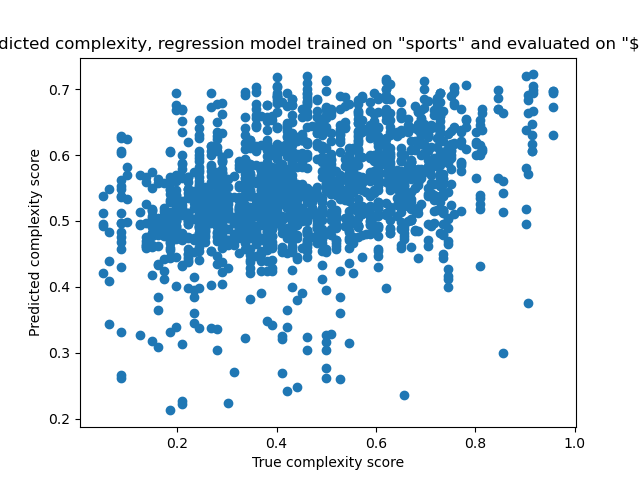 dicted complexity, regression model trained on "sports" and evaluated on "$
0.7
0.6
0.5
0.4
0.3
0.2
Predicted complexity score
0.2 0.4 0.6 0.8 1.0
True complexity score